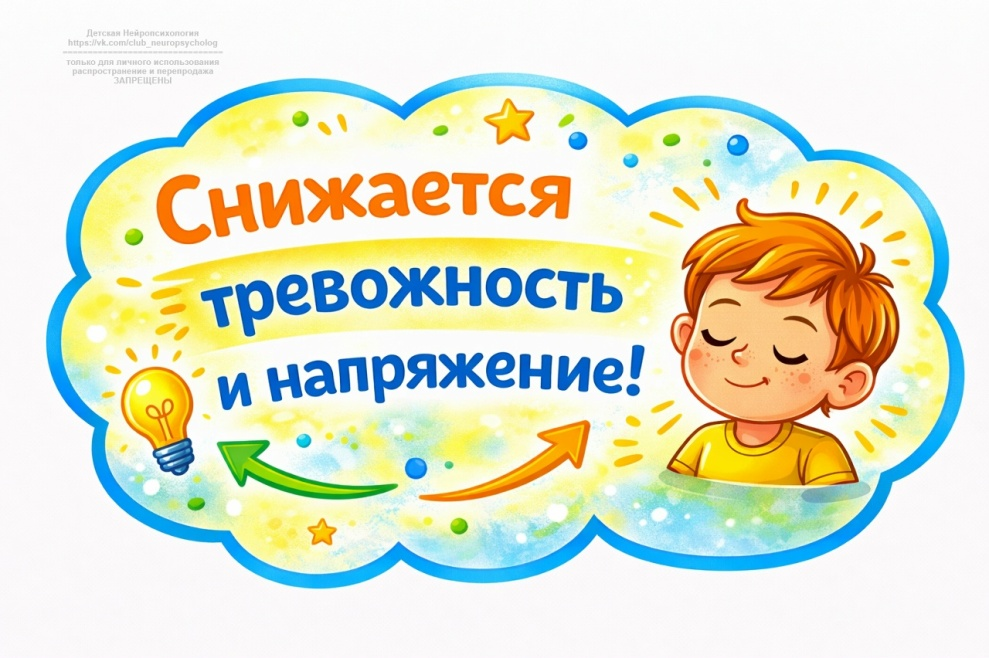 Детская Нейропсихология
https://vk.com/club_neuropsycholog
только для личного использования
распространение и перепродажа
ЗАПРЕЩЕНЫ
Снижается
тревожность
и напряжение!